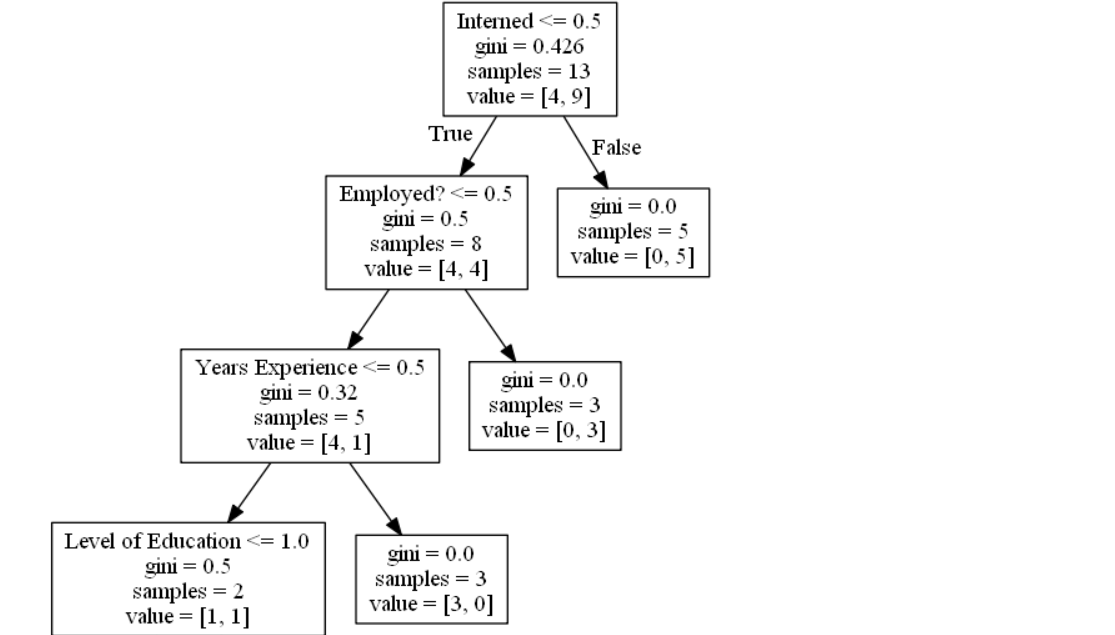 Interned <= 0.5
gini = 0.426
samples = 13
value = [4, 9]
True
False
Employed? <= 0.5
gini = 0.5
samples = 8
value = [4, 4]
gini = 0.0
samples = 5
value = [0, 5]
Years Experience <= 0.5
gini = 0.32
samples = 5
value = [4, 1]
gini = 0.0
samples = 3
value = [0, 3]
Level of Education <= 1.0
gini = 0.5
samples = 2
value = [1, 1]
gini = 0.0
samples = 3
value = [3, 0]